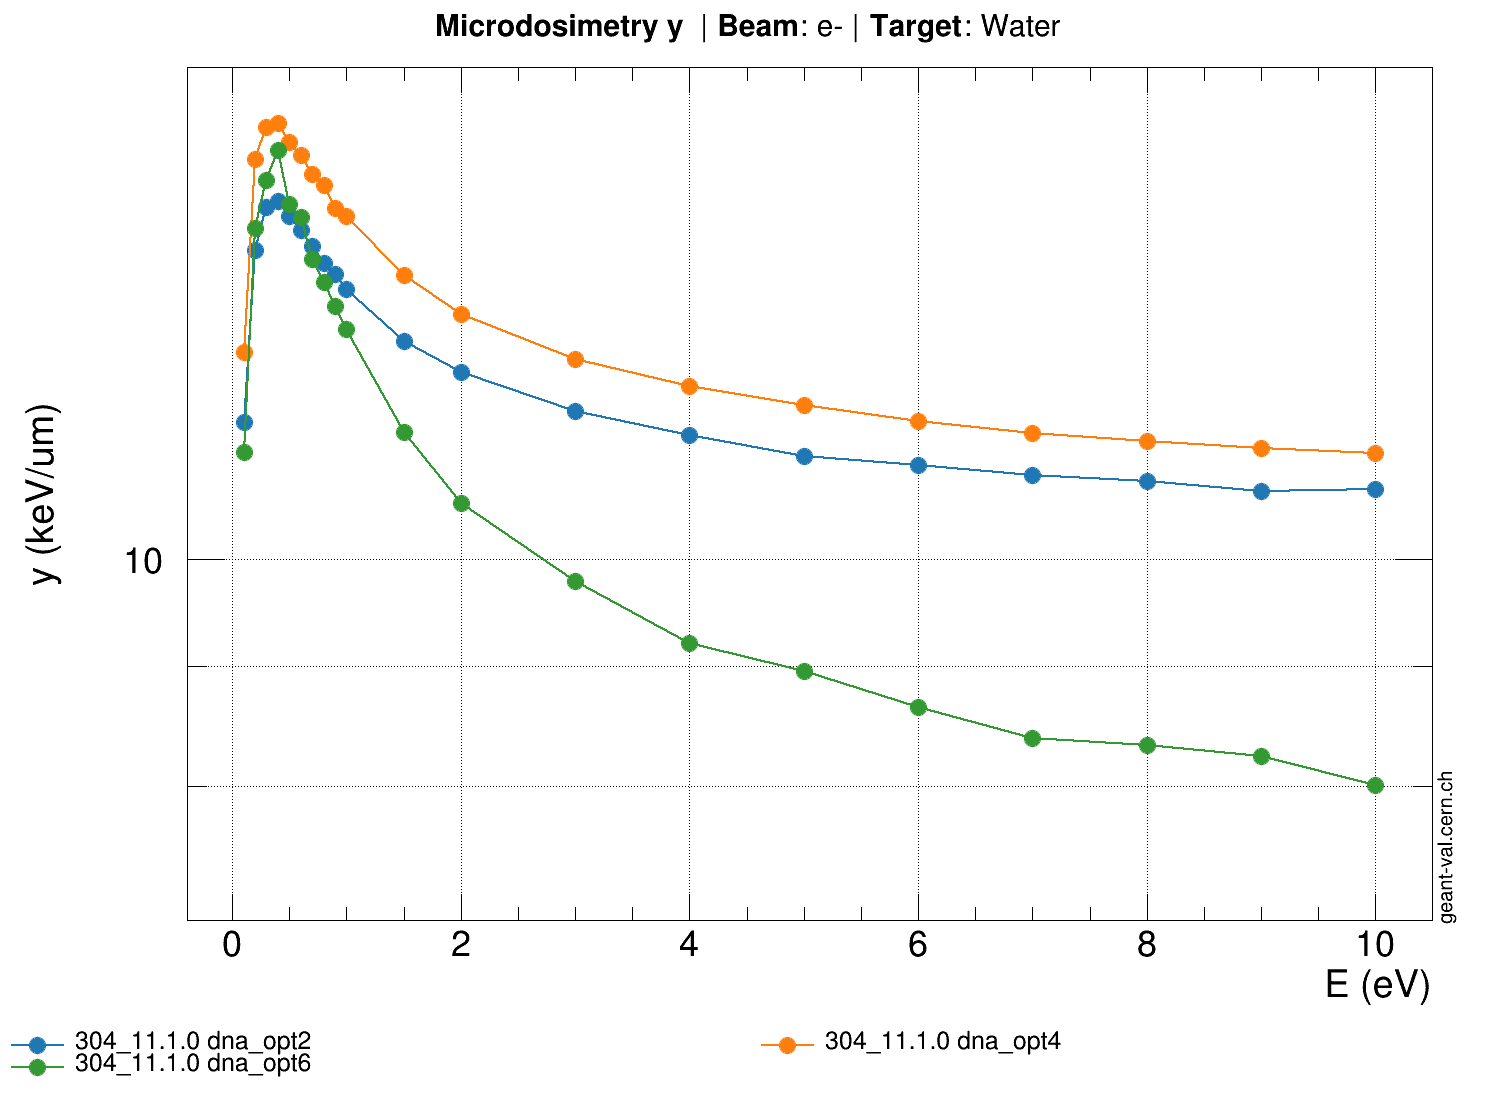 Microdosimetry y | Beam: e- | Target: Water
y (keV/um)
10
0 2 4 6 8 10
E (eV)
geant-val.cern.ch
304_11.1.0 dna_opt2
304_11.1.0 dna_opt4
304_11.1.0 dna_opt6